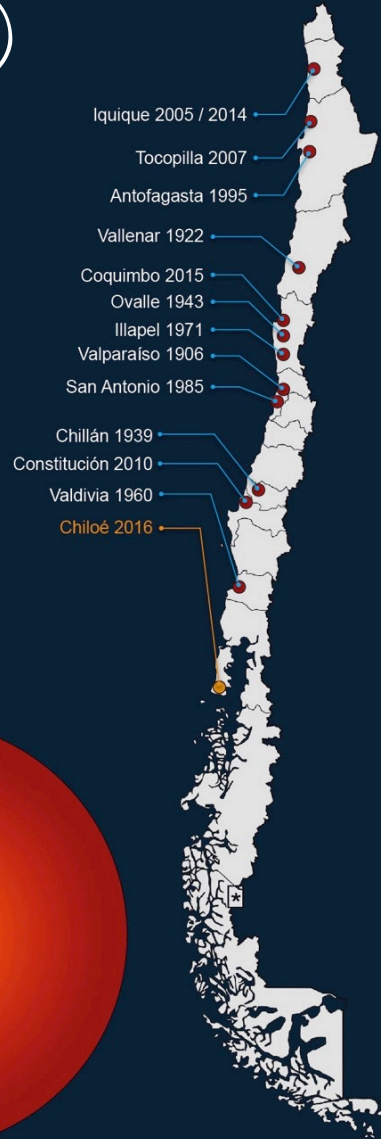 Iquique 2005 / 2014
Tocopilla 2007
Antofagasta 1995
Vallenar 1922
Coquimbo 2015
Ovalle 1943
Illapel 1971
Valparaíso 1906
San Antonio 1985
Chillán 1939
Constitución 2010
Valdivia 1960
Chiloé 2016
*